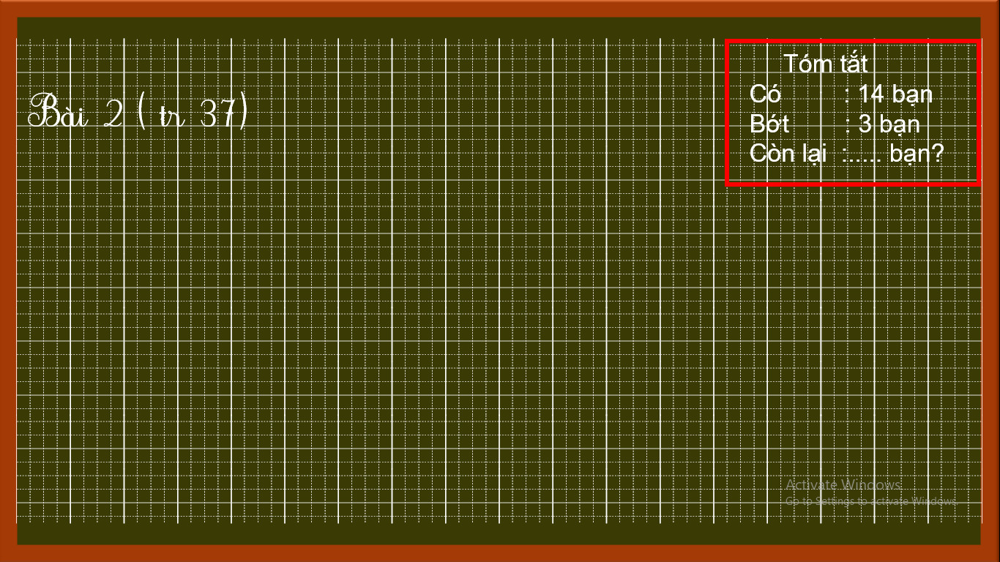 Bài 2 ( tr 37)
Tóm tắt
Có : 14 bạn
Bớt : 3 bạn
Còn lại :..... bạn?
Activate Windows
Go to Settings to activate Windows.